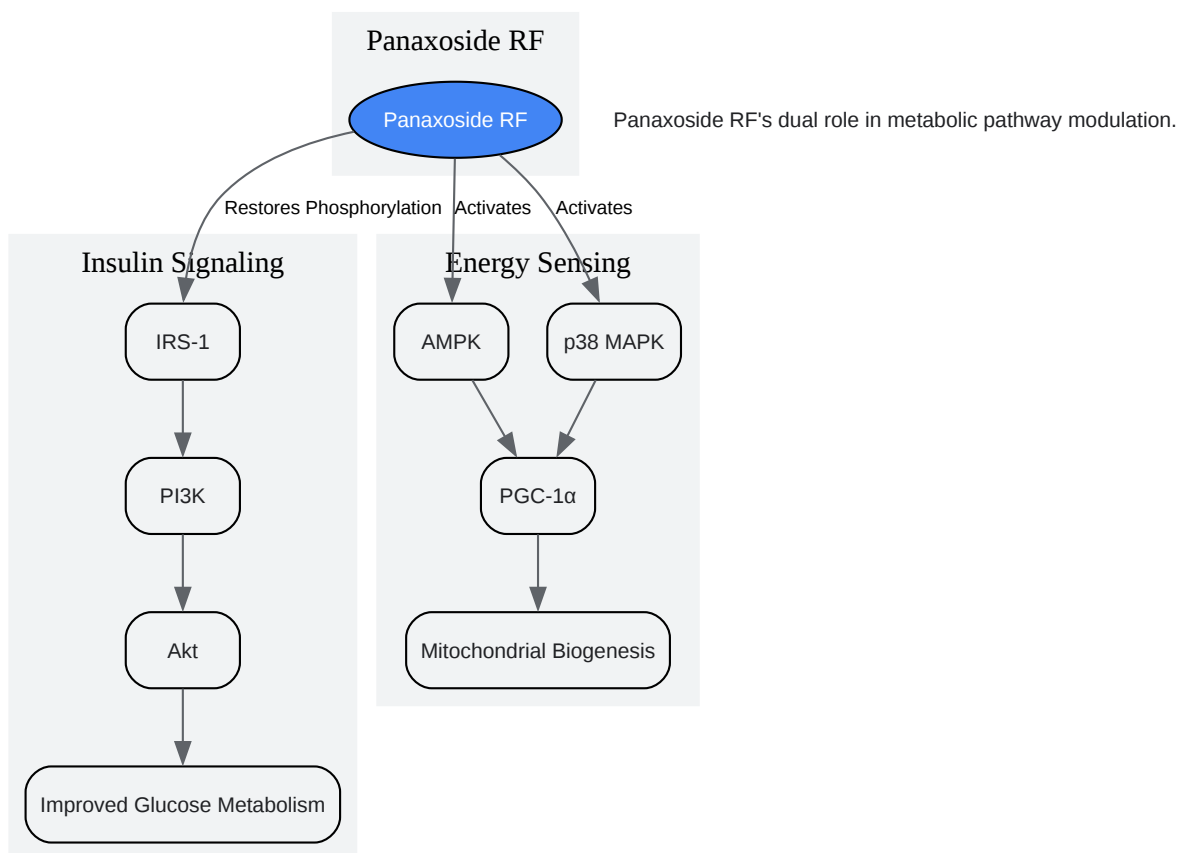 Panaxoside RF
Panaxoside RF
Panaxoside RF's dual role in metabolic pathway modulation.
Restores Phosphorylation
Activates
Activates
Insulin Signaling
Energy Sensing
IRS-1
AMPK
p38 MAPK
PI3K
PGC-1α
Akt
Mitochondrial Biogenesis
Improved Glucose Metabolism